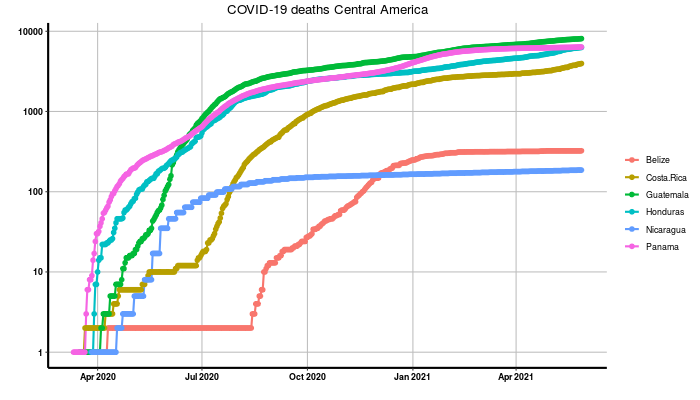 COVID-19 deaths Central America
10000
1000
100
10
1
Apr 2020 Jul 2020 Oct 2020 Jan 2021 Apr 2021
Belize
Costa.Rica
Guatemala
Honduras
Nicaragua
Panama